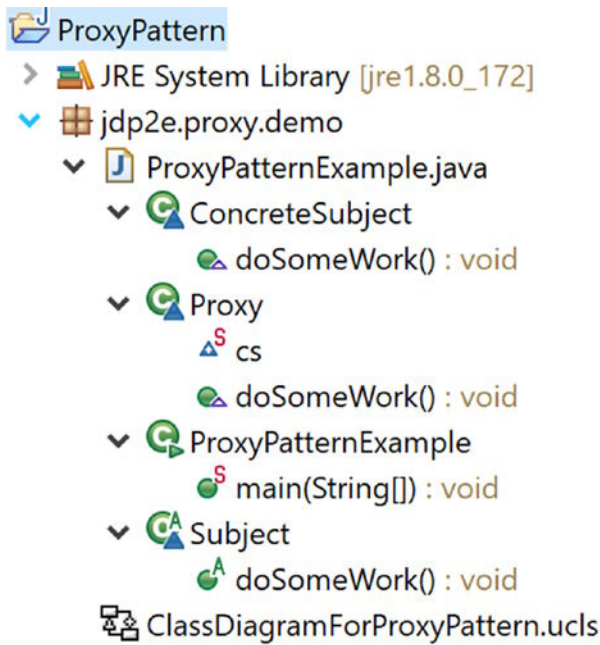 ProxyPattern
JRE System Library [jre1.8.0_172]
jdp2e.proxy.demo
ProxyPatternExample.java
ConcreteSubject
doSomeWork() : void
Proxy
cs
doSomeWork() : void
ProxyPatternExample
main(String[]) : void
Subject
doSomeWork() : void
ClassDiagramForProxyPattern.ucls